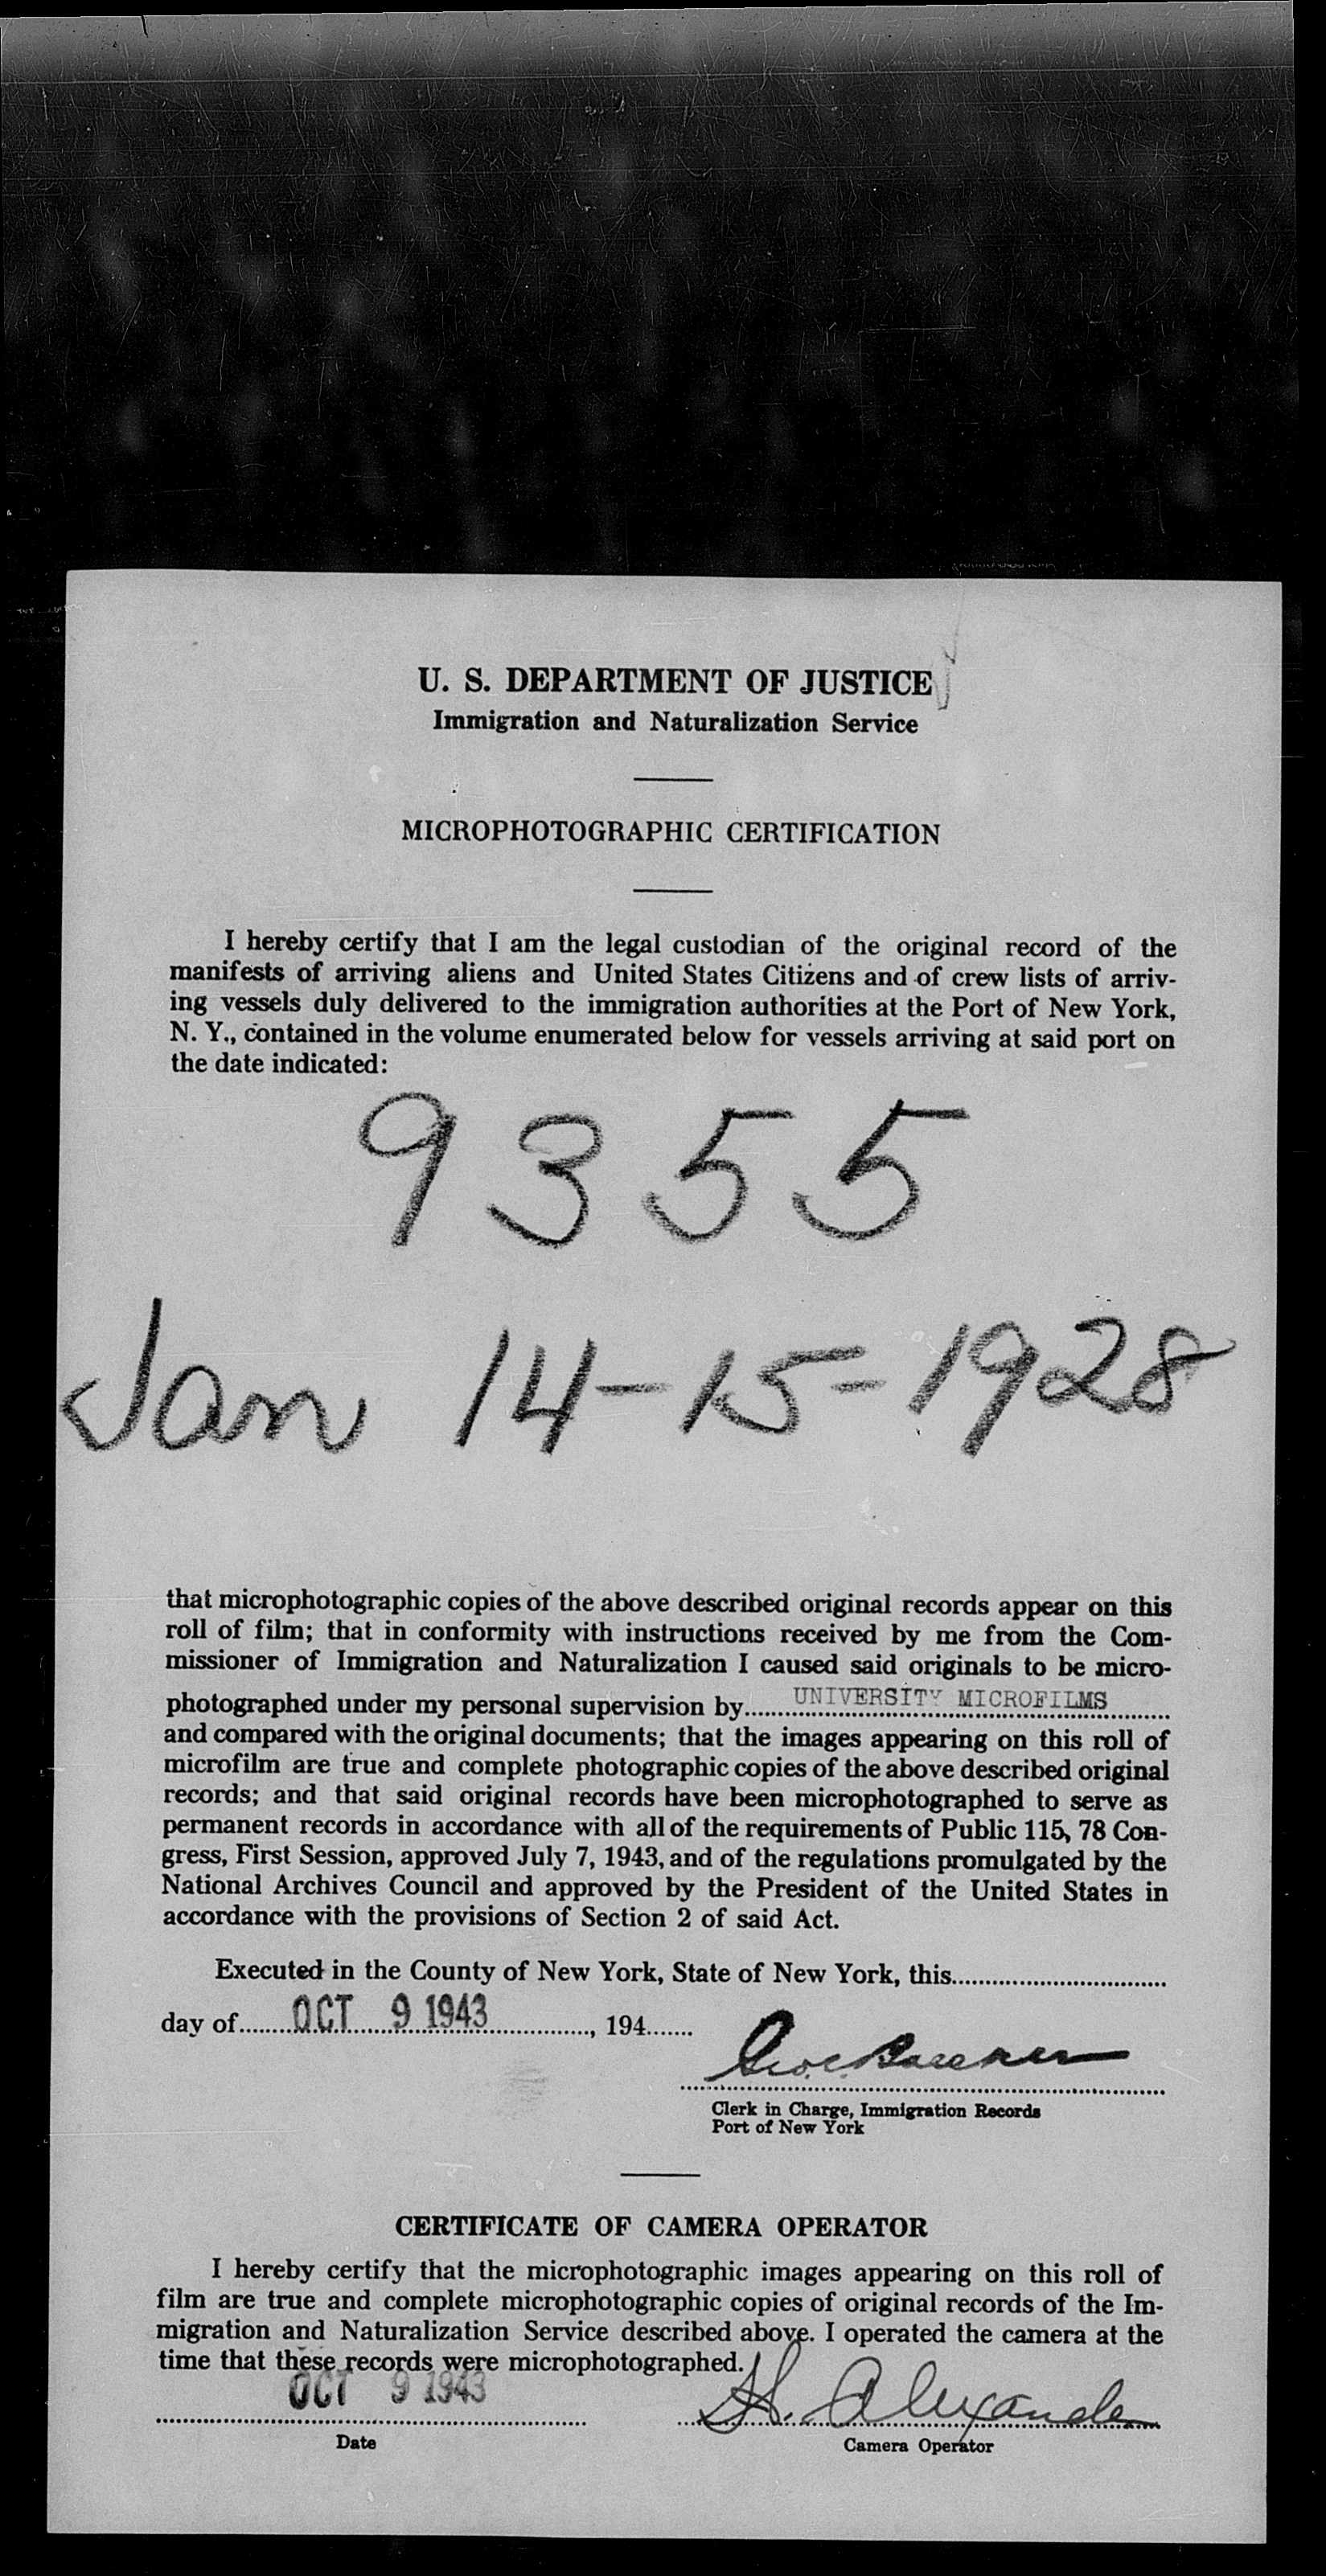 U. S. DEPARTMENT OF JUSTICE
Immigration and Naturalization Service
MICROPHOTOGRAPHIC CERTIFICATION
I hereby certify that I am the legal custodian of the original record of the
manifests of arriving aliens and United States Citizens and of crew lists of arriv-
ing vessels duly delivered to the immigration authorities at the Port of New York,
N. Y., contained in the volume enumerated below for vessels arriving at said port on
the date indicated:
9355
Jan 14-15-1928
that microphotographic copies of the above described original records appear on this
roll of film; that in conformity with instructions received by me from the Com-
missioner of Immigration and Naturalization I caused said originals to be micro-
photographed under my personal supervision by UNIVERSITY MICROFILMS
and compared with the original documents; that the images appearing on this roll of
microfilm are true and complete photographic copies of the above described original
records; and that said original records have been microphotographed to serve as
permanent records in accordance with all of the requirements of Public 115, 78 Con-
gress, First Session, approved July 7, 1943, and of the regulations promulgated by the
National Archives Council and approved by the President of the United States in
accordance with the provisions of Section 2 of said Act.
Executed in the County of New York, State of New York, this
day of OCT 9 1943, 194
Clerk in Charge, Immigration Records
Port of New York
CERTIFICATE OF CAMERA OPERATOR
I hereby certify that the microphotographic images appearing on this roll of
film are true and complete microphotographic copies of original records of the Im-
migration and Naturalization Service described above. I operated the camera at the
time that these records were microphotographed.
OCT 9 1943 H. Alexander
Date Camera Operator